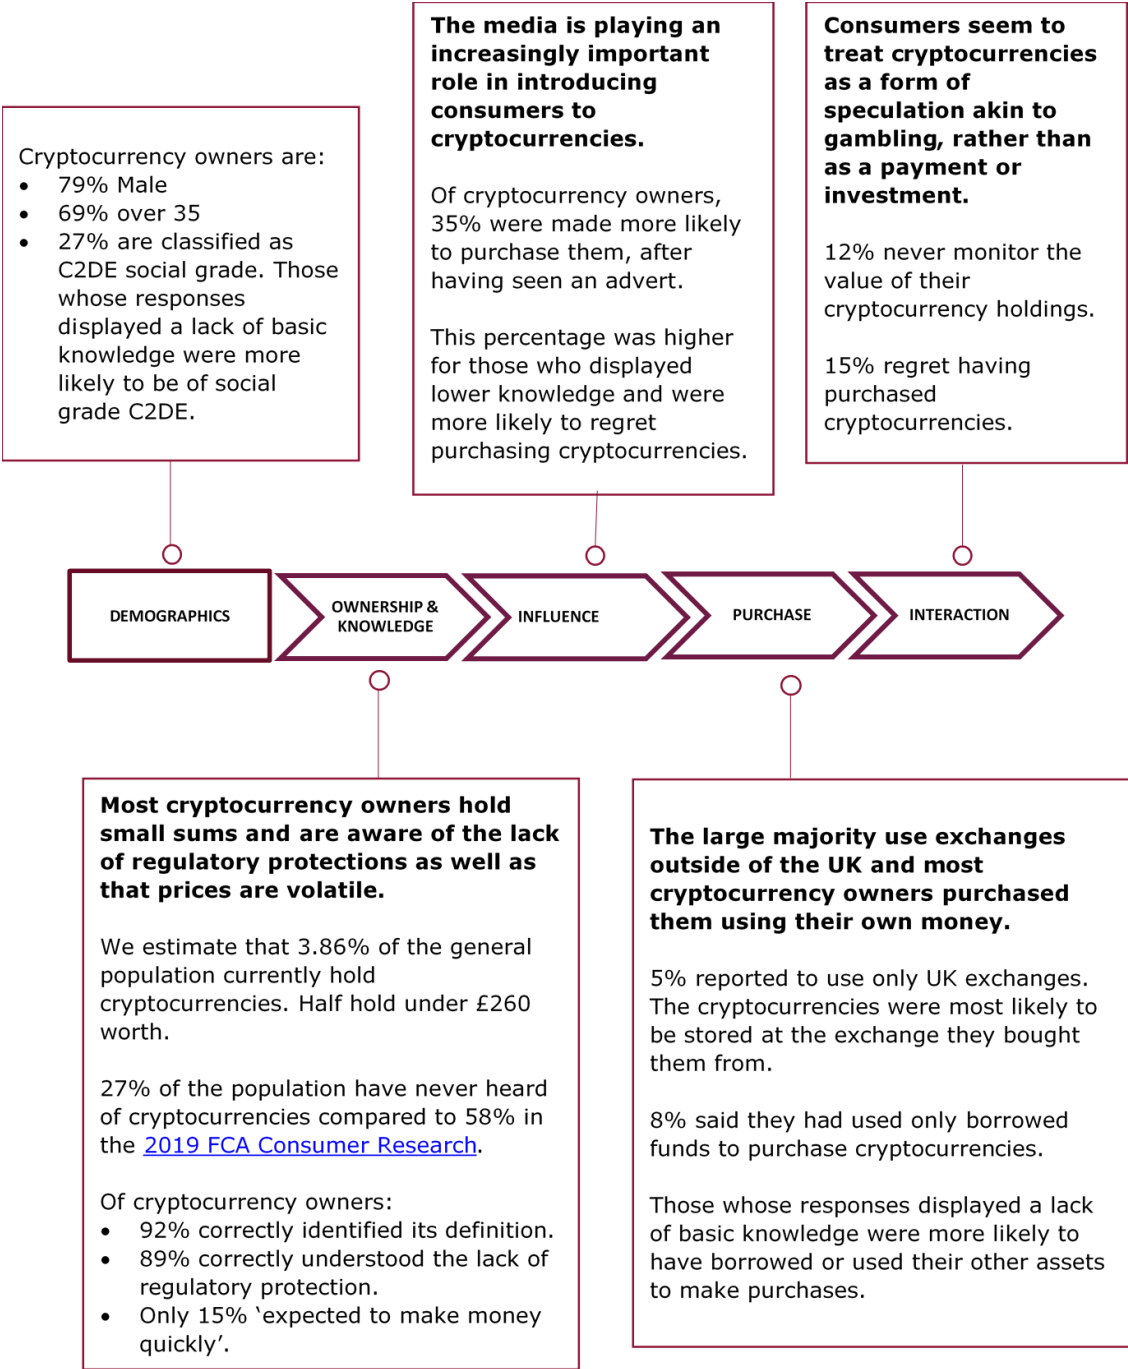 The media is playing an
increasingly important
role in introducing
consumers to
cryptocurrencies.
Of cryptocurrency owners,
35% were made more likely
to purchase them, after
having seen an advert.
This percentage was higher
for those who displayed
lower knowledge and were
more likely to regret
purchasing cryptocurrencies.
Consumers seem to
treat cryptocurrencies
as a form of
speculation akin to
gambling, rather than
as a payment or
investment.
12% never monitor the
value of their
cryptocurrency holdings.
15% regret having
purchased
cryptocurrencies.
Cryptocurrency owners are:
• 79% Male
• 69% over 35
• 27% are classified as
C2DE social grade. Those
whose responses
displayed a lack of basic
knowledge were more
likely to be of social
grade C2DE.
DEMOGRAPHICS
OWNERSHIP &
KNOWLEDGE
INFLUENCE
PURCHASE
INTERACTION
Most cryptocurrency owners hold
small sums and are aware of the lack
of regulatory protections as well as
that prices are volatile.
We estimate that 3.86% of the general
population currently hold
cryptocurrencies. Half hold under £260
worth.
27% of the population have never heard
of cryptocurrencies compared to 58% in
the 2019 FCA Consumer Research.
Of cryptocurrency owners:
• 92% correctly identified its definition.
• 89% correctly understood the lack of
regulatory protection.
• Only 15% ‘expected to make money
quickly’.
The large majority use exchanges
outside of the UK and most
cryptocurrency owners purchased
them using their own money.
5% reported to use only UK exchanges.
The cryptocurrencies were most likely to
be stored at the exchange they bought
them from.
8% said they had used only borrowed
funds to purchase cryptocurrencies.
Those whose responses displayed a lack
of basic knowledge were more likely to
have borrowed or used their other assets
to make purchases.